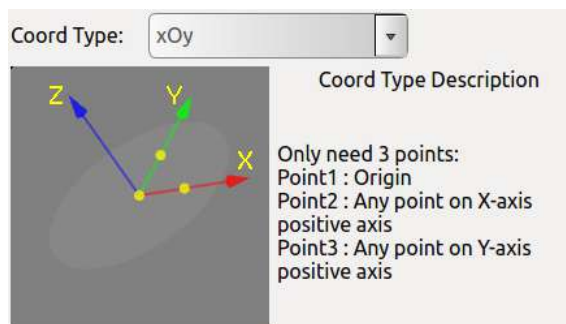 Coord Type: xOy
Coord Type Description
Z
Y
X
Only need 3 points:
Point1 : Origin
Point2 : Any point on X-axis
positive axis
Point3 : Any point on Y-axis
positive axis